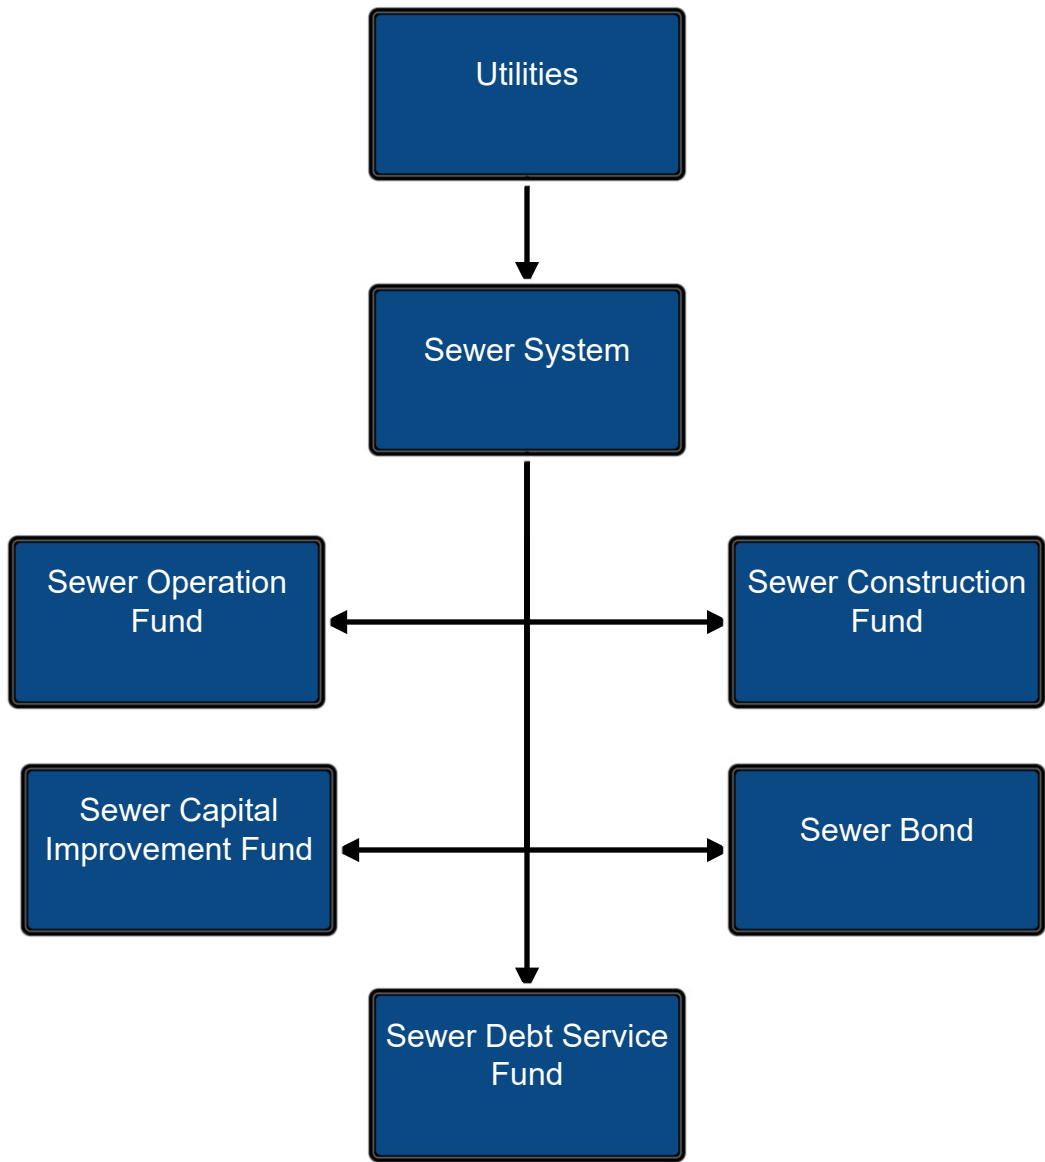 Utilities
Sewer System
Sewer Operation
Fund
Sewer Construction
Fund
Sewer Capital
Improvement Fund
Sewer Bond
Sewer Debt Service
Fund